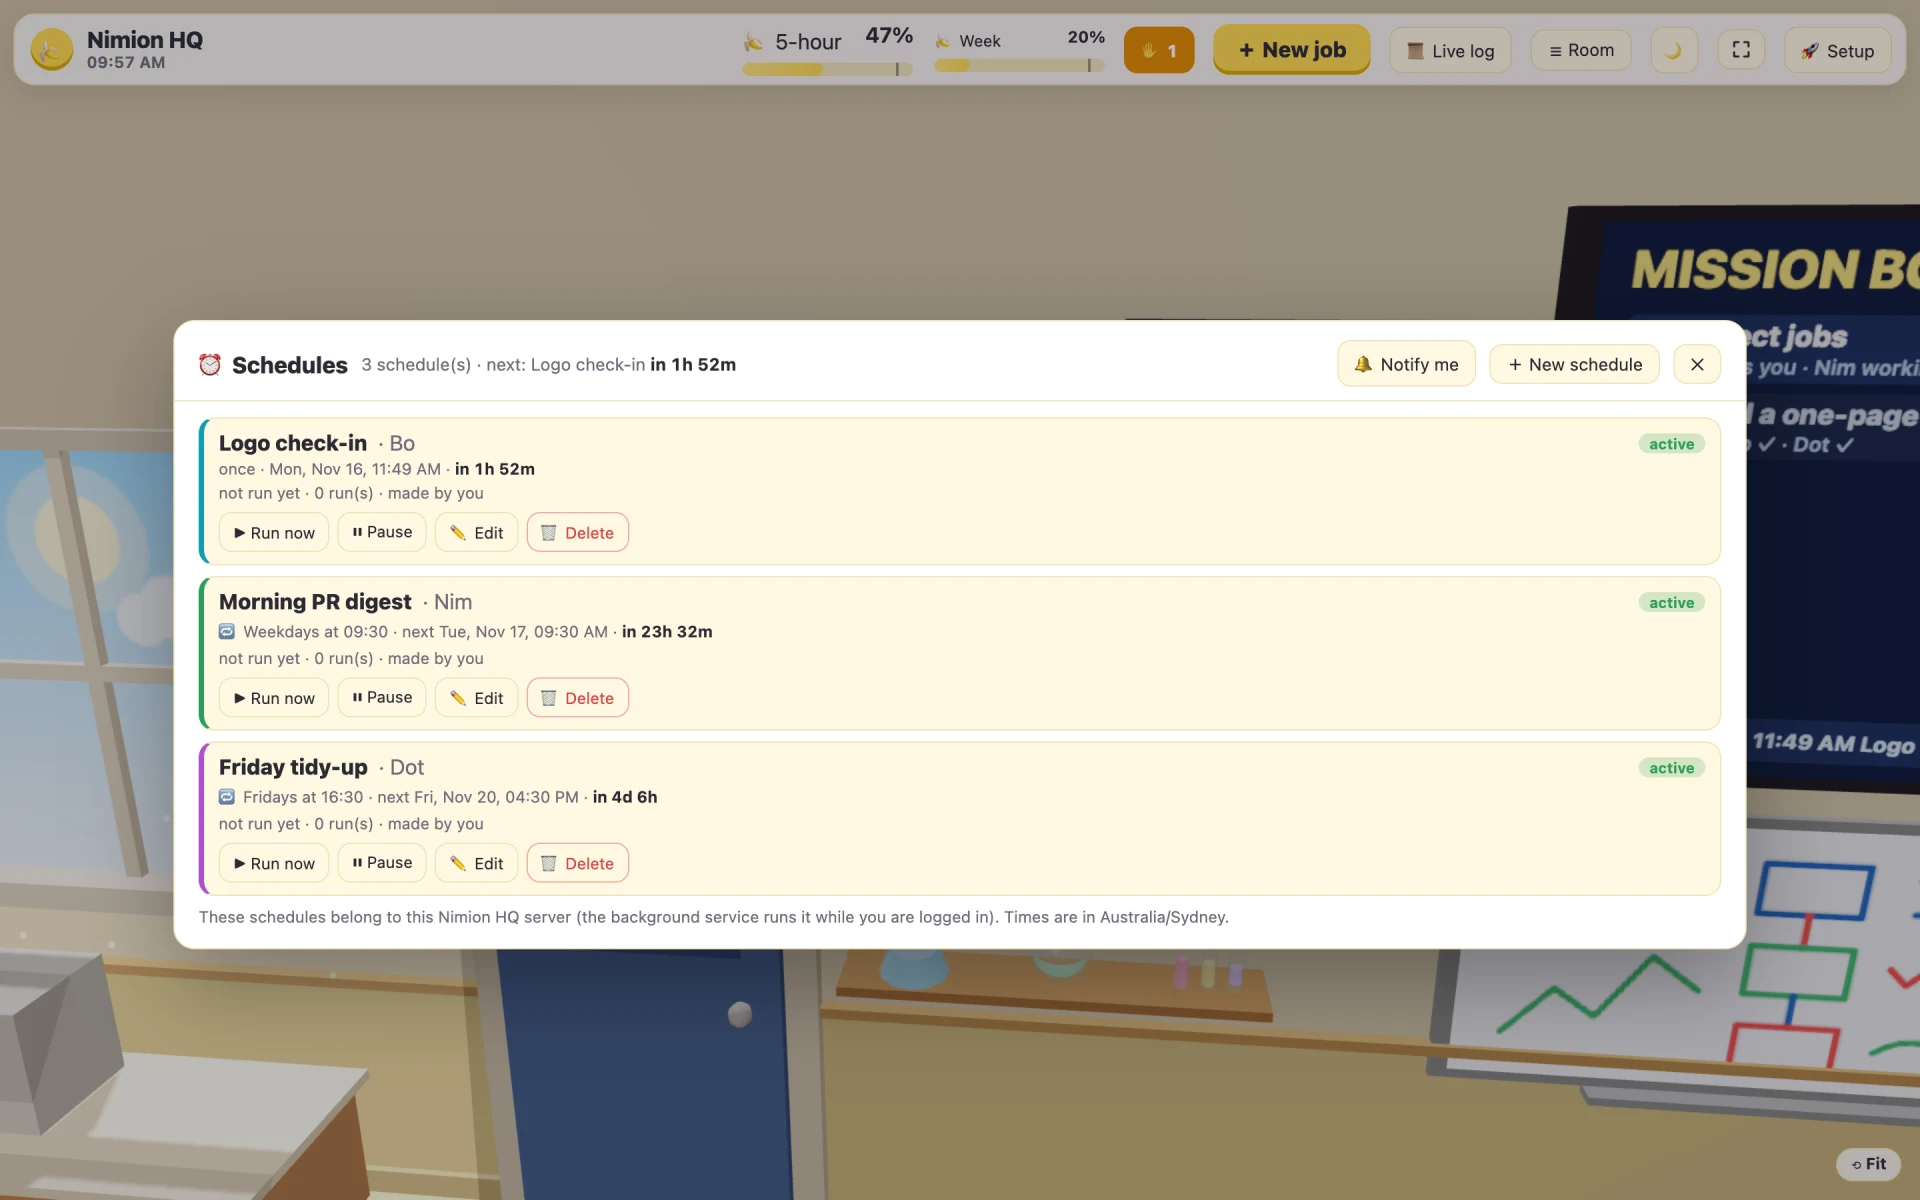 Nimion HQ
09:57 AM
5-hour 47%
Week 20%
1
+ New job
Live log
Room
Setup
MISSION BO
ect jobs
s you · Nim worki
a one-page
✓ · Dot ✓
11:49 AM Logo
Schedules 3 schedule(s) · next: Logo check-in in 1h 52m
Notify me
+ New schedule
Logo check-in · Bo
active
once · Mon, Nov 16, 11:49 AM · in 1h 52m
not run yet · 0 run(s) · made by you
Run now Pause Edit Delete
Morning PR digest · Nim
active
Weekdays at 09:30 · next Tue, Nov 17, 09:30 AM · in 23h 32m
not run yet · 0 run(s) · made by you
Run now Pause Edit Delete
Friday tidy-up · Dot
active
Fridays at 16:30 · next Fri, Nov 20, 04:30 PM · in 4d 6h
not run yet · 0 run(s) · made by you
Run now Pause Edit Delete
These schedules belong to this Nimion HQ server (the background service runs it while you are logged in). Times are in Australia/Sydney.
Fit